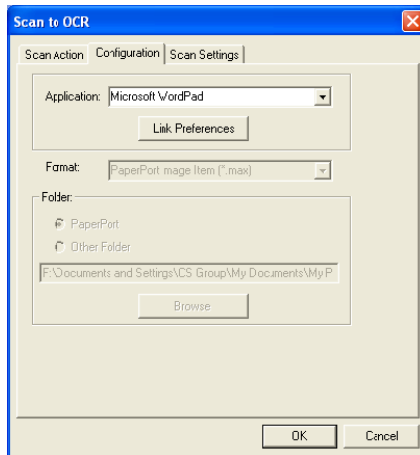 Scan to OCR
Scan Action Configuration Scan Settings
Application: Microsoft WordPad
Link Preferences
Format: PaperPort mage Item (*.max)
Folder:
PaperPort
Other Folder
F:\Documents and Settings\CS Group\My Documents\My P
Browse
OK Cancel